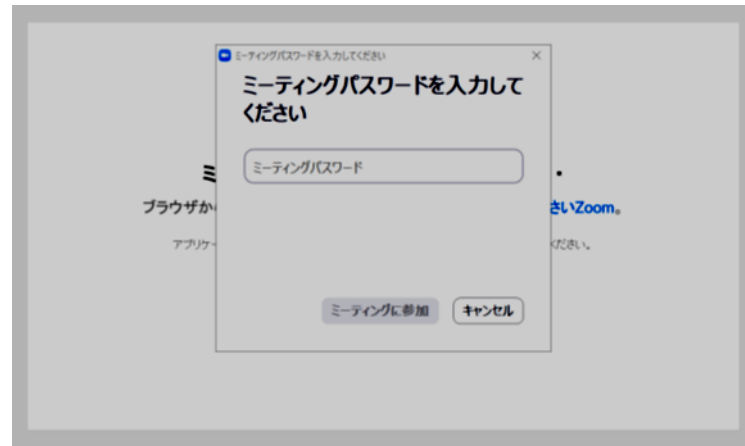 ミーティングパスワードを入力してください
ミーティングパスワードを入力して
ください
ミーティングパスワード
ミ
ブラウザか
さいZoom。
アプリケー
ください。
ミーティングに参加
キャンセル